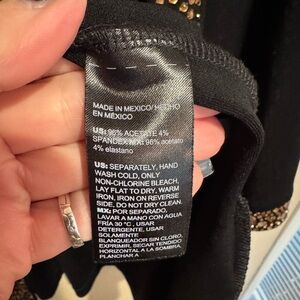 MADE IN MEXICO/HECHO
EN MÉXICO
US: 96% ACETATE 4%
SPANDEX MX: 96% acetato
4% elastano
US: SEPARATELY, HAND
WASH COLD, ONLY
NON-CHLORINE BLEACH,
LAY FLAT TO DRY, WARM
IRON, IRON ON REVERSE
SIDE, DO NOT DRY CLEAN.
MX: POR SEPARADO,
LAVAR A MANO CON AGUA
FRÍA 30 °C, USAR
DETERGENTE, USAR
SOLAMENTE
BLANQUEADOR SIN CLORO,
EXPRIMIR, SECAR TENDIDO
HORIZONTAL A LA SOMBRA,
PLANCHAR A